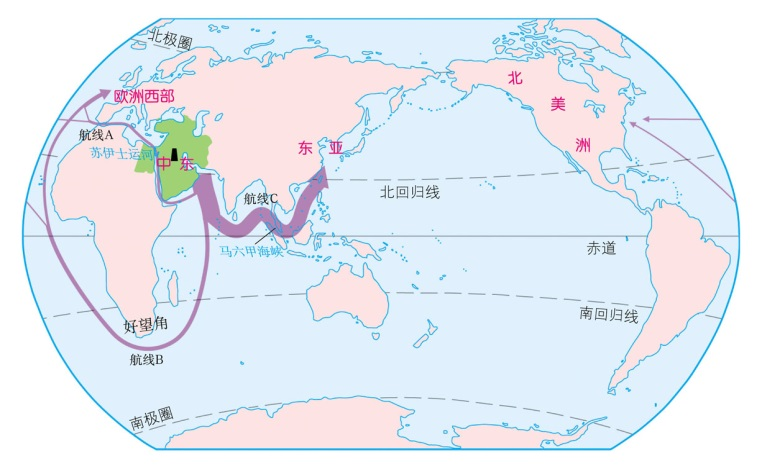 北极圈
欧洲西部
北
美
洲
航线A
苏伊士运河
中东
东亚
航线C
北回归线
马六甲海峡
赤道
好望角
南回归线
航线B
南极圈